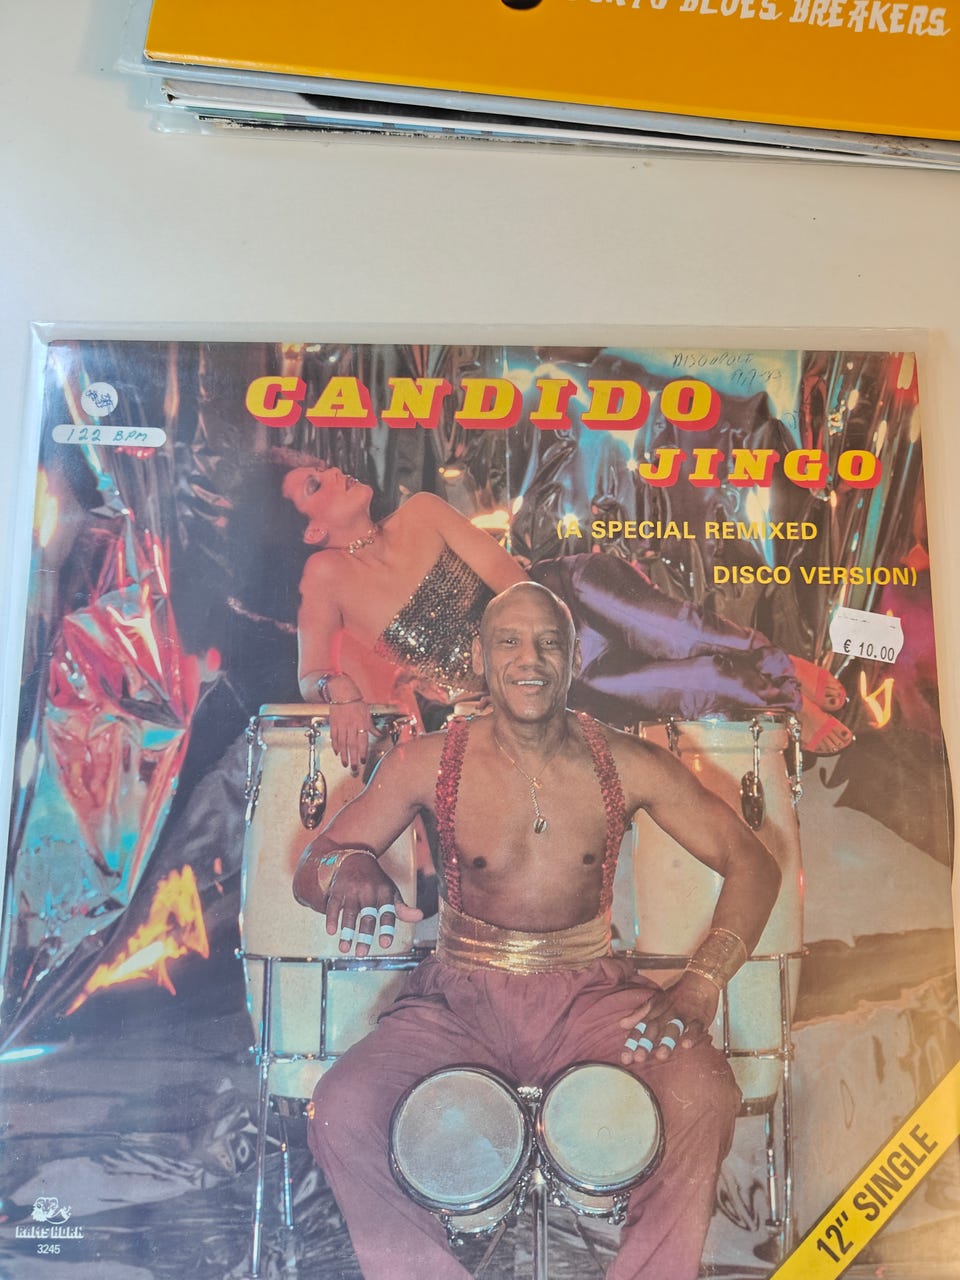 BLUES BREAKERS
CANDIDO
122 BPM
JINGO
(A SPECIAL REMIXED
DISCO VERSION)
€ 10.00
12" SINGLE
RAMS HORN
3245